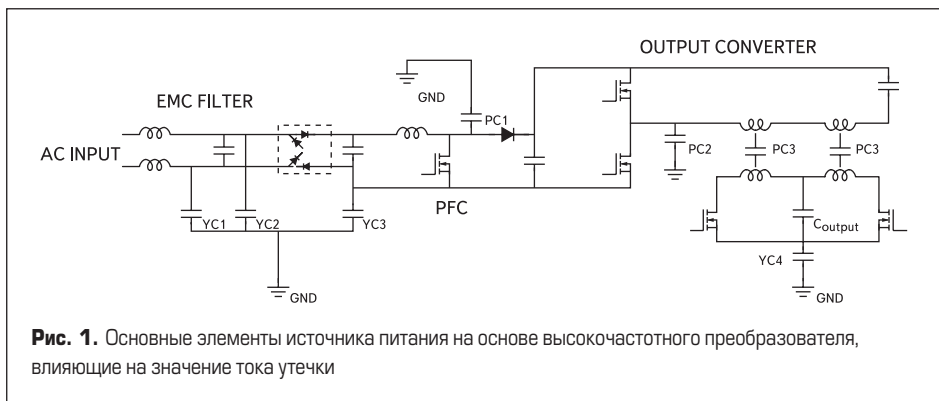 OUTPUT CONVERTER
GND
EMC FILTER
PC1
AC INPUT
PC2
PC3
PC3
PFC
YC1
YC2
YC3
Coutput
YC4
GND
GND
Рис. 1. Основные элементы источника питания на основе высокочастотного преобразователя,
влияющие на значение тока утечки